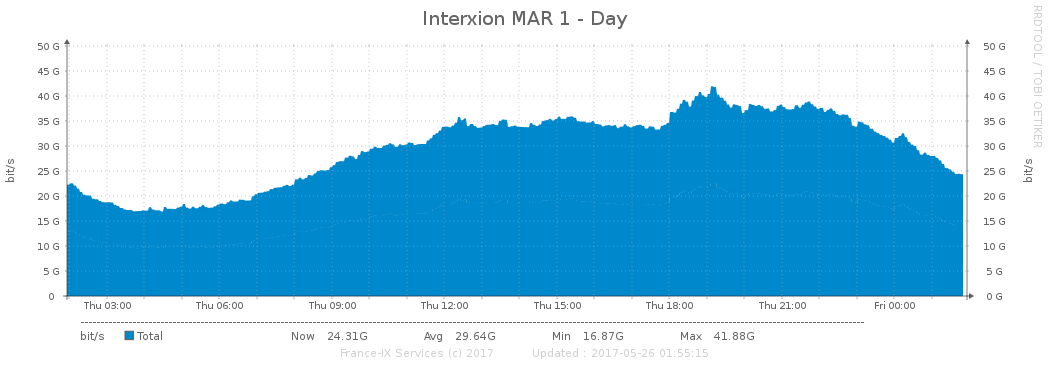 Interxion MAR 1 - Day
RRDTOOL / TOBI OETIKER
bit/s
50 G
45 G
40 G
35 G
30 G
25 G
20 G
15 G
10 G
5 G
0
50 G
45 G
40 G
35 G
30 G
25 G
20 G
15 G
10 G
5 G
0 G
bit/s
Thu 03:00 Thu 06:00 Thu 09:00 Thu 12:00 Thu 15:00 Thu 18:00 Thu 21:00 Fri 00:00
bit/s Total Now 24.31G Avg 29.64G Min 16.87G Max 41.88G
France-IX Services (c) 2017 Updated : 2017-05-26 01:55:15